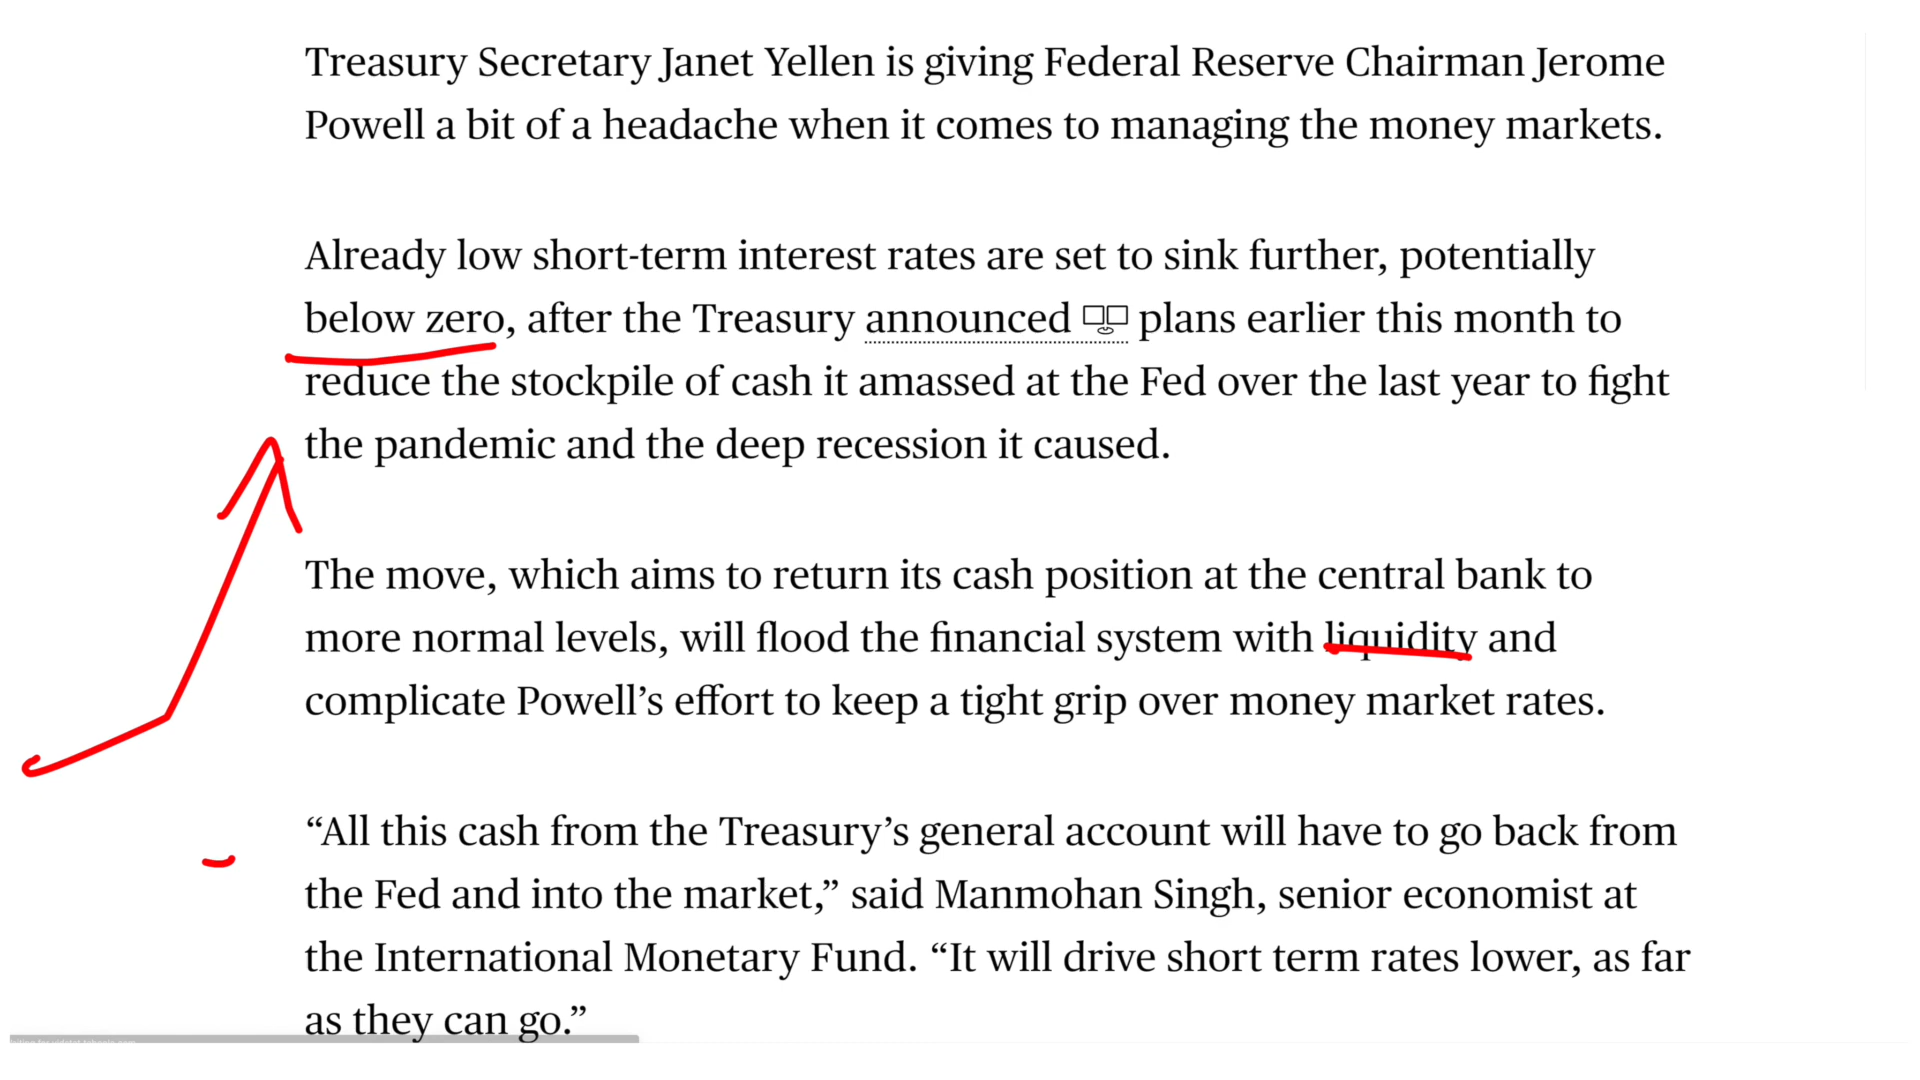 Treasury Secretary Janet Yellen is giving Federal Reserve Chairman Jerome
Powell a bit of a headache when it comes to managing the money markets.
Already low short-term interest rates are set to sink further, potentially
below zero, after the Treasury announced plans earlier this month to
reduce the stockpile of cash it amassed at the Fed over the last year to fight
the pandemic and the deep recession it caused.
The move, which aims to return its cash position at the central bank to
more normal levels, will flood the financial system with liquidity and
complicate Powell’s effort to keep a tight grip over money market rates.
“All this cash from the Treasury’s general account will have to go back from
the Fed and into the market,” said Manmohan Singh, senior economist at
the International Monetary Fund. “It will drive short term rates lower, as far
as they can go.”